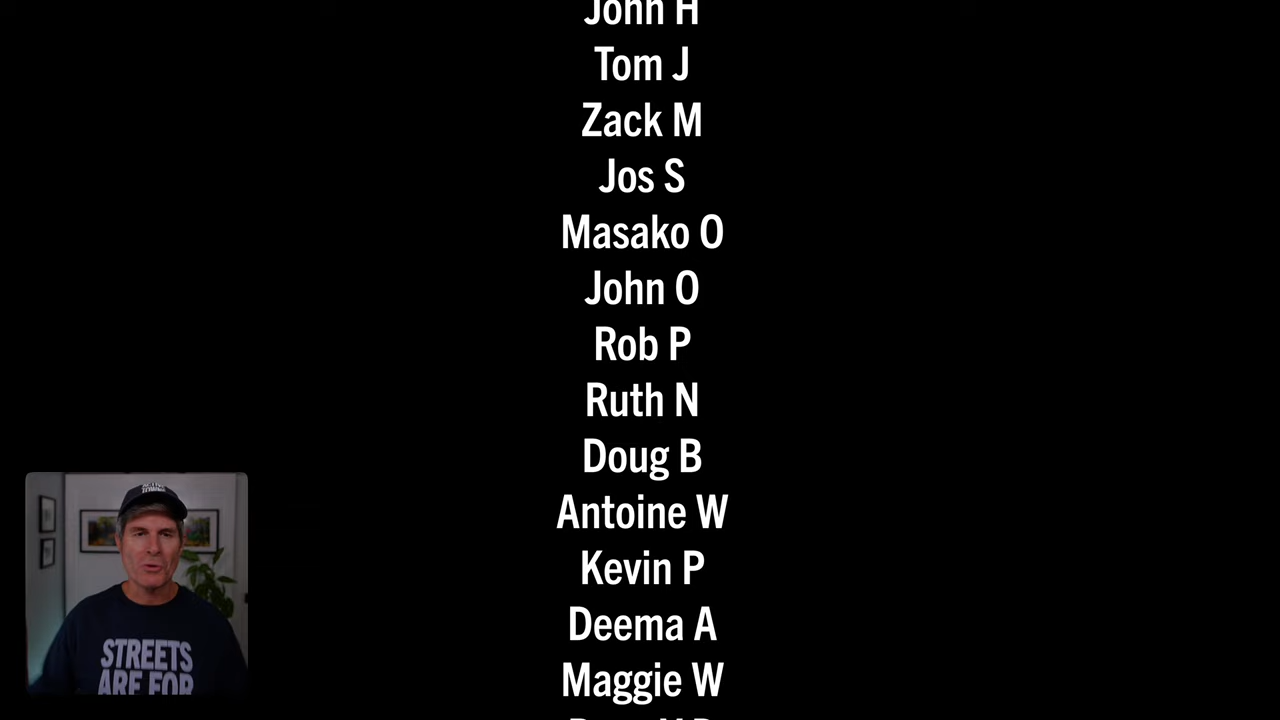 John H
Tom J
Zack M
Jos S
Masako O
John O
Rob P
Ruth N
Doug B
Antoine W
Kevin P
Deema A
Maggie W
STREETS
ARE FOR